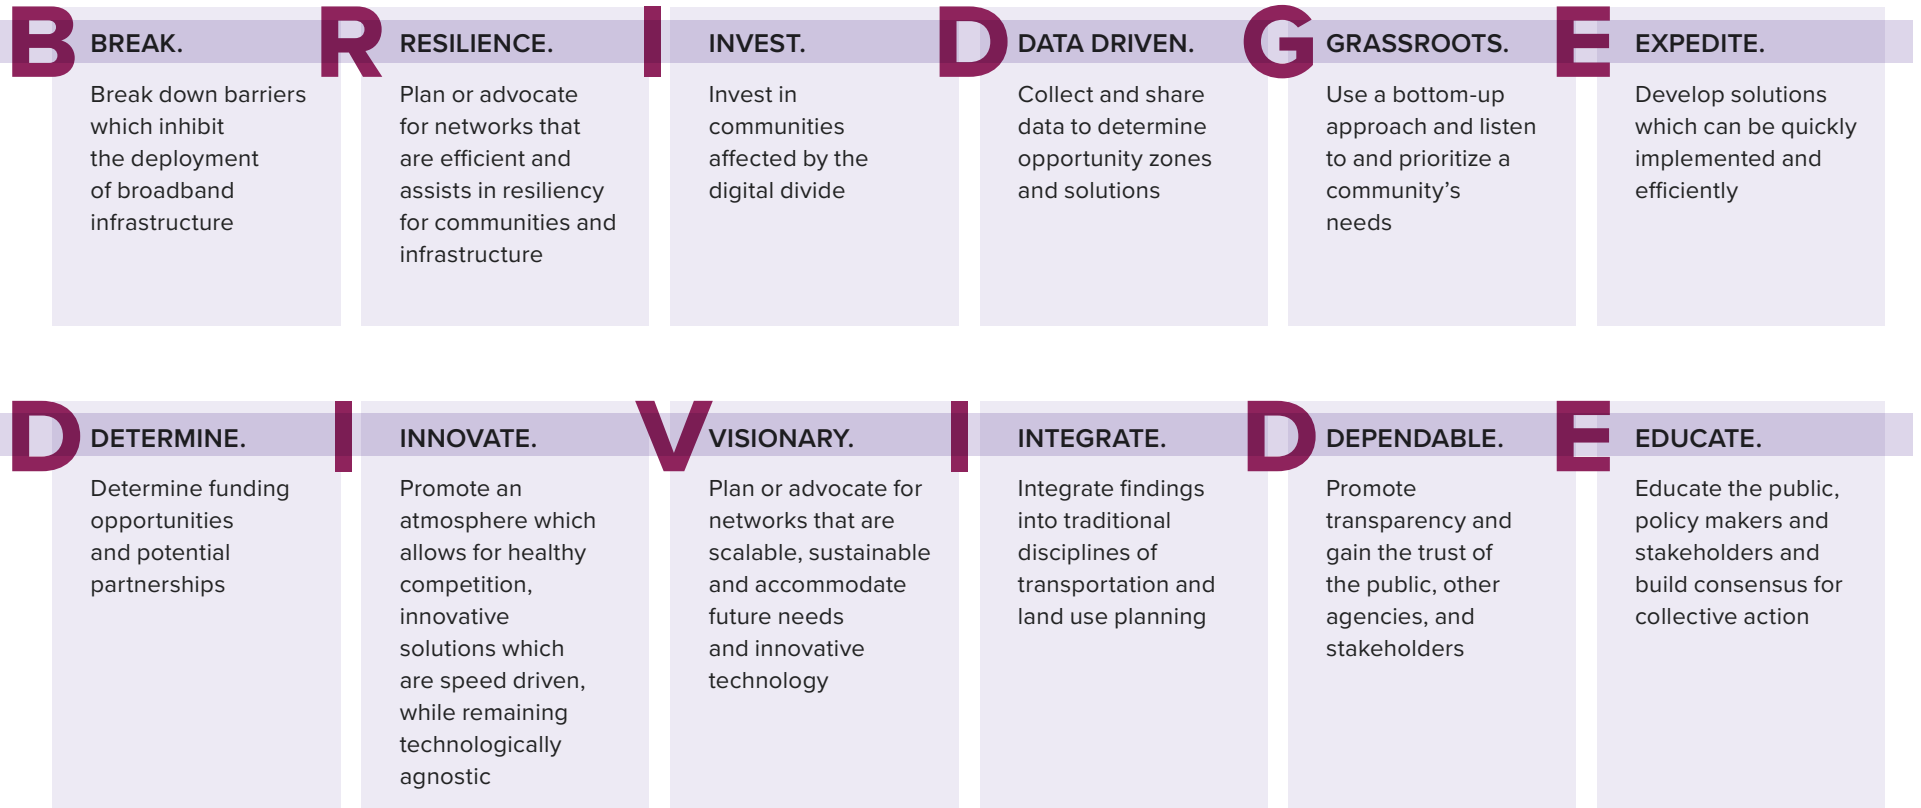 B
BREAK.
Break down barriers
which inhibit
the deployment
of broadband
infrastructure
R
RESILIENCE.
Plan or advocate
for networks that
are efficient and
assists in resiliency
for communities and
infrastructure
I
INVEST.
Invest in
communities
affected by the
digital divide
D
DATA DRIVEN.
Collect and share
data to determine
opportunity zones
and solutions
G
GRASSROOTS.
Use a bottom-up
approach and listen
to and prioritize a
community’s
needs
E
EXPEDITE.
Develop solutions
which can be quickly
implemented and
efficiently
D
DETERMINE.
Determine funding
opportunities
and potential
partnerships
I
INNOVATE.
Promote an
atmosphere which
allows for healthy
competition,
innovative
solutions which
are speed driven,
while remaining
technologically
agnostic
V
VISIONARY.
Plan or advocate for
networks that are
scalable, sustainable
and accommodate
future needs
and innovative
technology
I
INTEGRATE.
Integrate findings
into traditional
disciplines of
transportation and
land use planning
D
DEPENDABLE.
Promote
transparency and
gain the trust of
the public, other
agencies, and
stakeholders
E
EDUCATE.
Educate the public,
policy makers and
stakeholders and
build consensus for
collective action